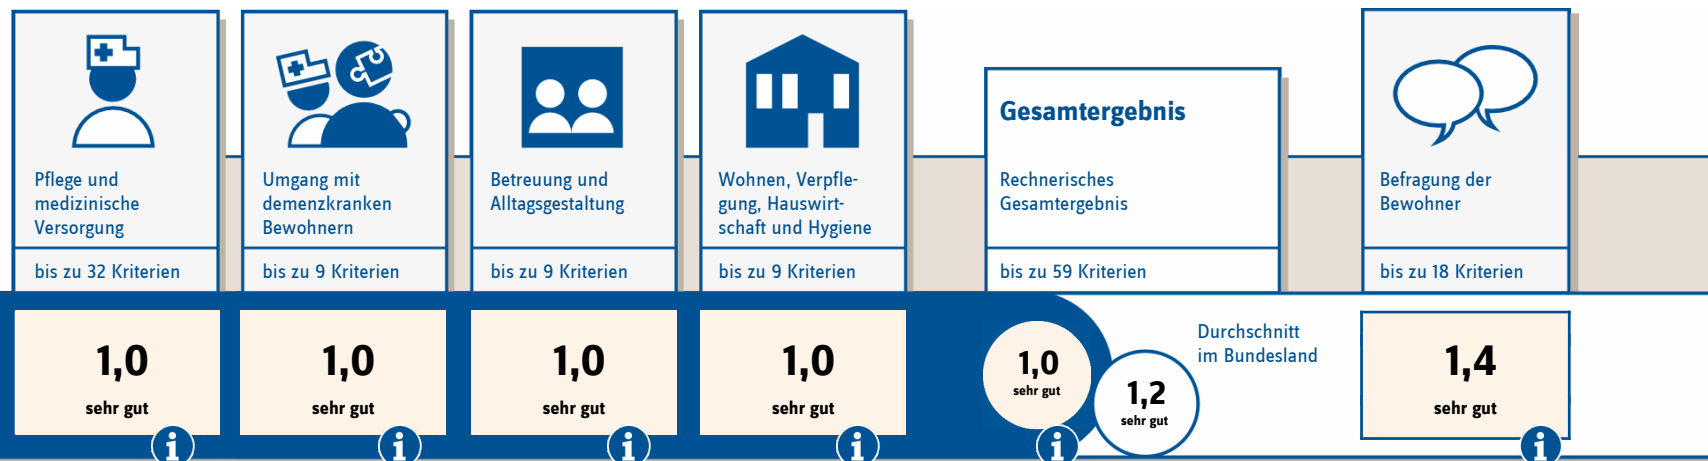 Pflege und
medizinische
Versorgung
bis zu 32 Kriterien
1,0
sehr gut
i
Umgang mit
demenzkranken
Bewohnern
bis zu 9 Kriterien
1,0
sehr gut
i
Betreuung und
Alltagsgestaltung
bis zu 9 Kriterien
1,0
sehr gut
i
Wohnen, Verpfle-
gung, Hauswirt-
schaft und Hygiene
bis zu 9 Kriterien
1,0
sehr gut
i
Gesamtergebnis
Rechnerisches
Gesamtergebnis
bis zu 59 Kriterien
1,0
sehr gut
i
1,2
sehr gut
Durchschnitt
im Bundesland
Befragung der
Bewohner
bis zu 18 Kriterien
1,4
sehr gut
i